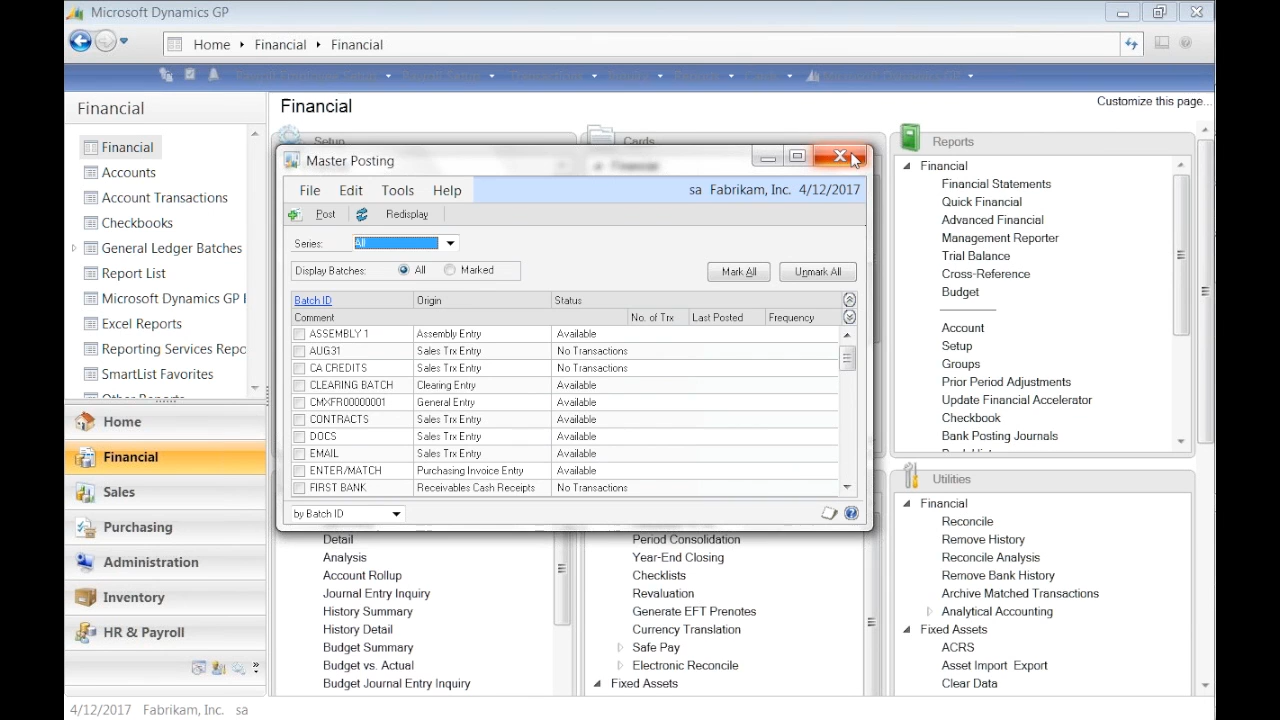 Microsoft Dynamics GP
Home Financial Financial
Financial
Financial
Accounts
Account Transactions
Checkbooks
General Ledger Batches
Report List
Microsoft Dynamics GP
Excel Reports
Reporting Services Repo
SmartList Favorites
Home
Financial
Sales
Purchasing
Administration
Inventory
HR & Payroll
Financial
Customize this page...
Setup
Cards
Financial
Master Posting
File Edit Tools Help
sa Fabrikam, Inc. 4/12/2017
Post Redisplay
Series: All
Display Batches: All Marked
Mark All Unmark All
Batch ID Origin Status
Comment No. of Trx Last Posted Frequency
ASSEMBLY 1 Assembly Entry Available
AUG31 Sales Trx Entry No Transactions
CA CREDITS Sales Trx Entry No Transactions
CLEARING BATCH Clearing Entry Available
CMXFR00000001 General Entry Available
CONTRACTS Sales Trx Entry Available
DOCS Sales Trx Entry Available
EMAIL Sales Trx Entry Available
ENTER/MATCH Purchasing Invoice Entry Available
FIRST BANK Receivables Cash Receipts No Transactions
by Batch ID
Detail
Analysis
Account Rollup
Journal Entry Inquiry
History Summary
History Detail
Budget Summary
Budget vs. Actual
Budget Journal Entry Inquiry
Period Consolidation
Year-End Closing
Checklists
Revaluation
Generate EFT Prenotes
Currency Translation
Safe Pay
Electronic Reconcile
Fixed Assets
Reports
Financial
Financial Statements
Quick Financial
Advanced Financial
Management Reporter
Trial Balance
Cross-Reference
Budget
Account
Setup
Groups
Prior Period Adjustments
Update Financial Accelerator
Checkbook
Bank Posting Journals
Utilities
Financial
Reconcile
Remove History
Reconcile Analysis
Remove Bank History
Archive Matched Transactions
Analytical Accounting
Fixed Assets
ACRS
Asset Import Export
Clear Data
4/12/2017 Fabrikam, Inc. sa